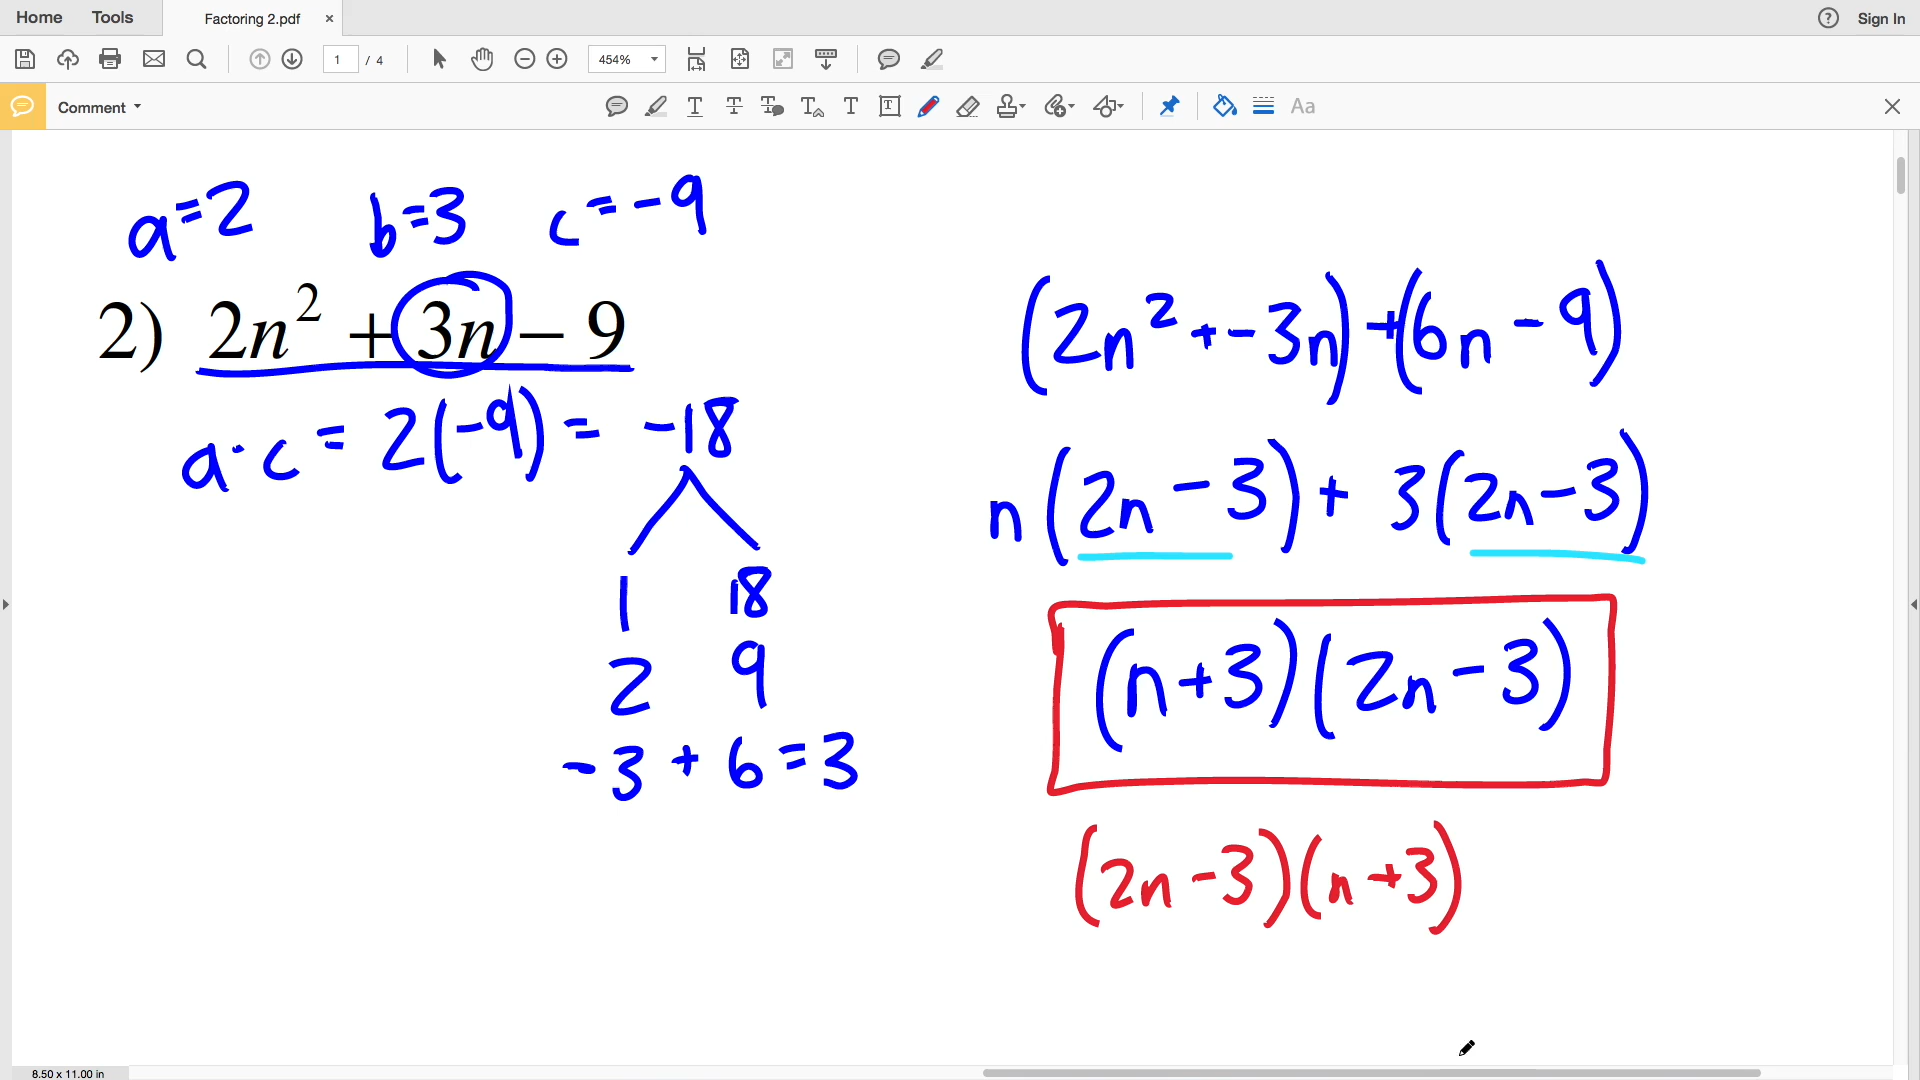 Home Tools Factoring 2.pdf × ? Sign In
1 / 4 454%
Comment Aa
a=2 b=3 c=-9
2) 2n² + 3n − 9
a·c = 2(-9) = -18
1 18
2 9
-3 + 6 = 3
(2n² + -3n) + (6n - 9)
n(2n - 3) + 3(2n - 3)
(n+3)(2n-3)
(2n-3)(n+3)
8.50 x 11.00 in